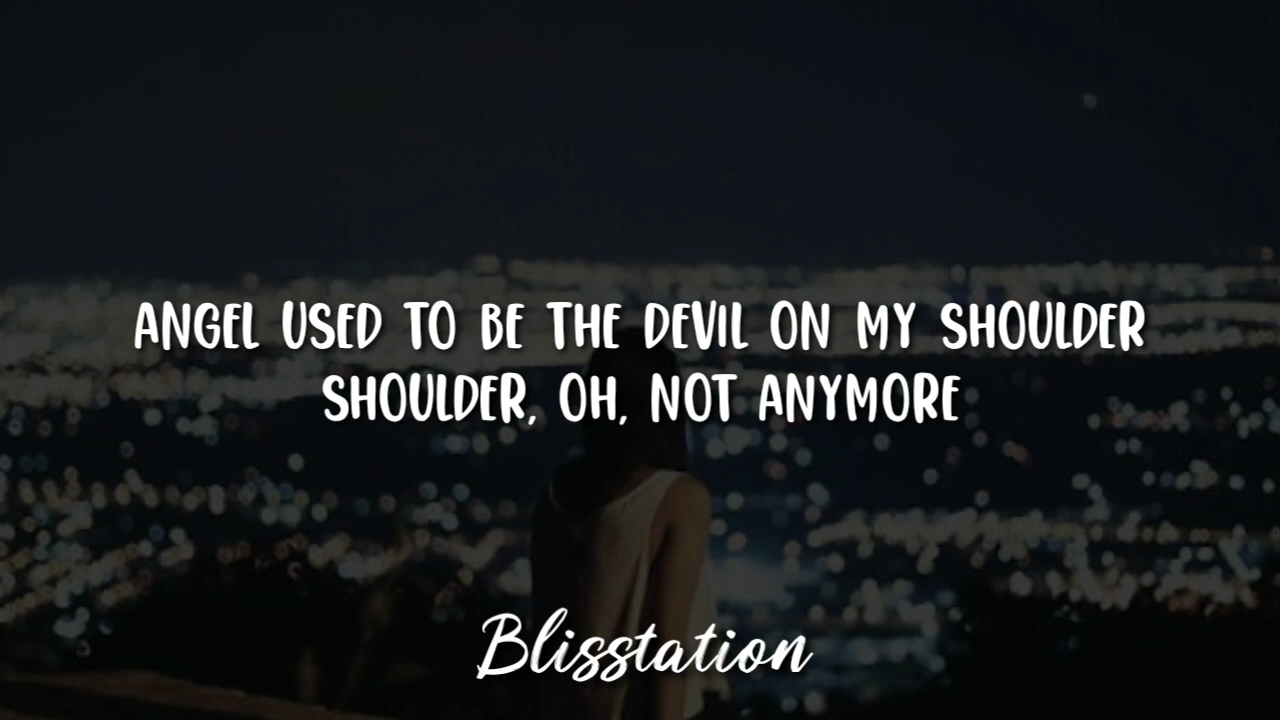 ANGEL USED TO BE THE DEVIL ON MY SHOULDER
SHOULDER, OH, NOT ANYMORE
Blisstation